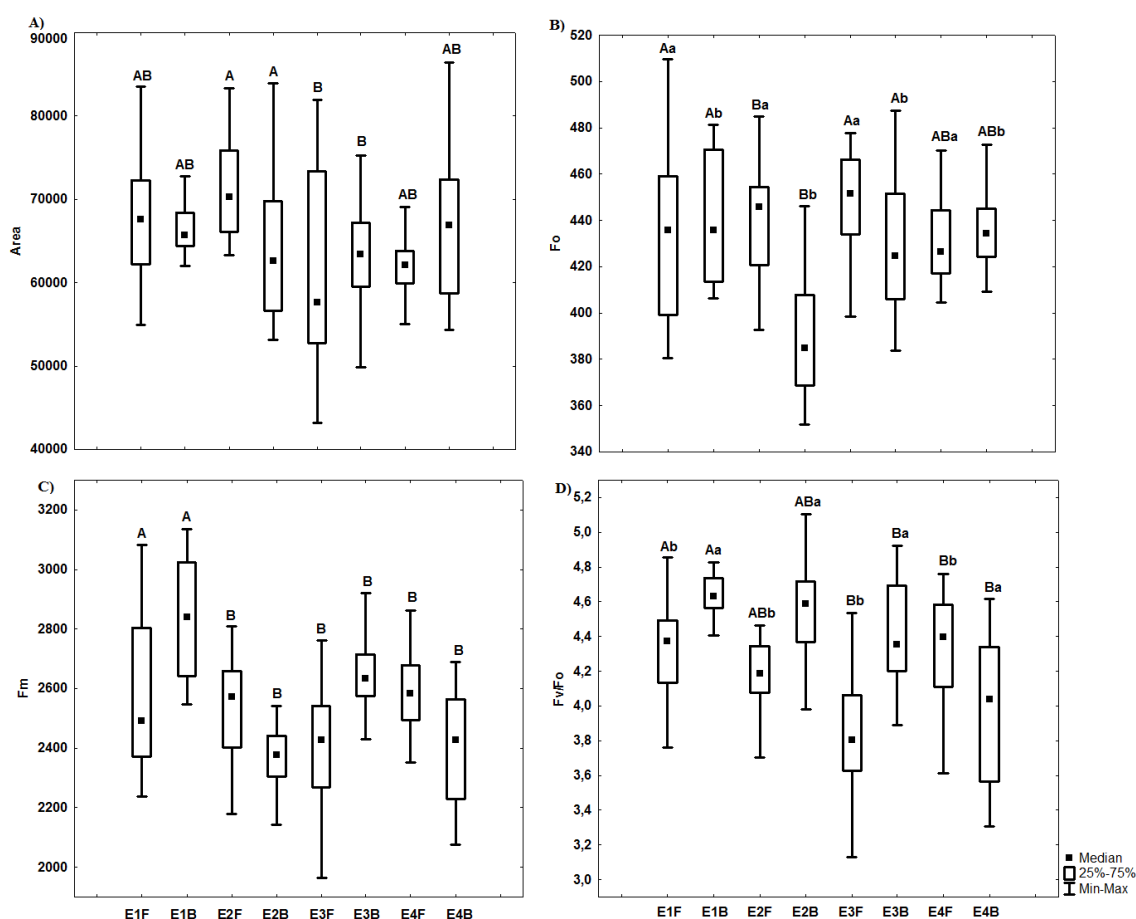 A)
90000
80000
70000
60000
50000
40000
Area
AB
AB
A
A
B
B
AB
AB
B)
520
500
480
460
440
420
400
380
360
340
Fo
Aa
Ab
Ba
Bb
Aa
Ab
ABa
ABb
C)
3200
3000
2800
2600
2400
2200
2000
Fm
A
A
B
B
B
B
B
B
E1F E1B E2F E2B E3F E3B E4F E4B
D)
5,2
5,0
4,8
4,6
4,4
4,2
4,0
3,8
3,6
3,4
3,2
3,0
Fv/Fo
Ab
Aa
ABb
ABa
Bb
Ba
Bb
Ba
E1F E1B E2F E2B E3F E3B E4F E4B
Median
25%-75%
Min-Max